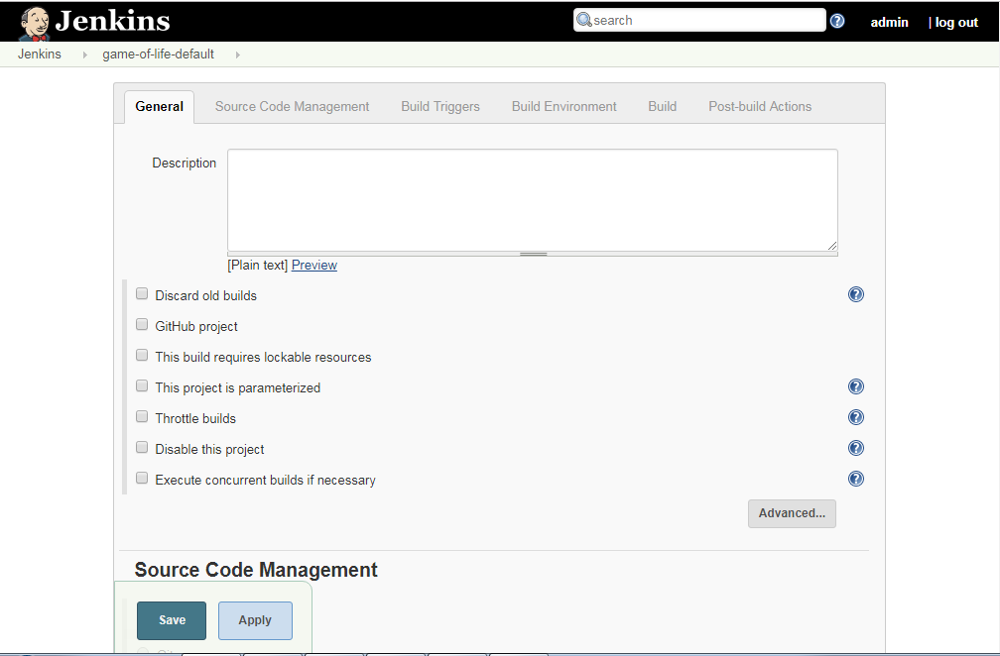 Jenkins
search
admin
| log out
Jenkins
game-of-life-default
General
Source Code Management
Build Triggers
Build Environment
Build
Post-build Actions
Description
[Plain text] Preview
Discard old builds
GitHub project
This build requires lockable resources
This project is parameterized
Throttle builds
Disable this project
Execute concurrent builds if necessary
Advanced...
Source Code Management
Save
Apply